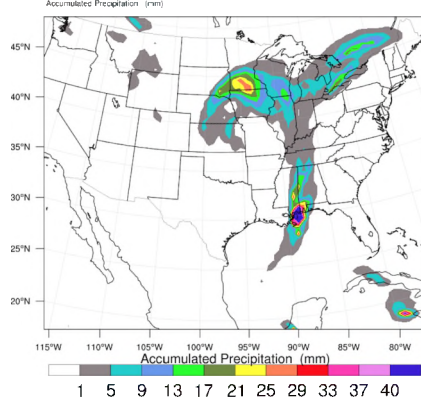 Accumulated Precipitation (mm)
45°N
40°N
35°N
30°N
25°N
20°N
115°W 110°W 105°W 100°W 95°W 90°W 85°W 80°W
Accumulated Precipitation (mm)
1 5 9 13 17 21 25 29 33 37 40